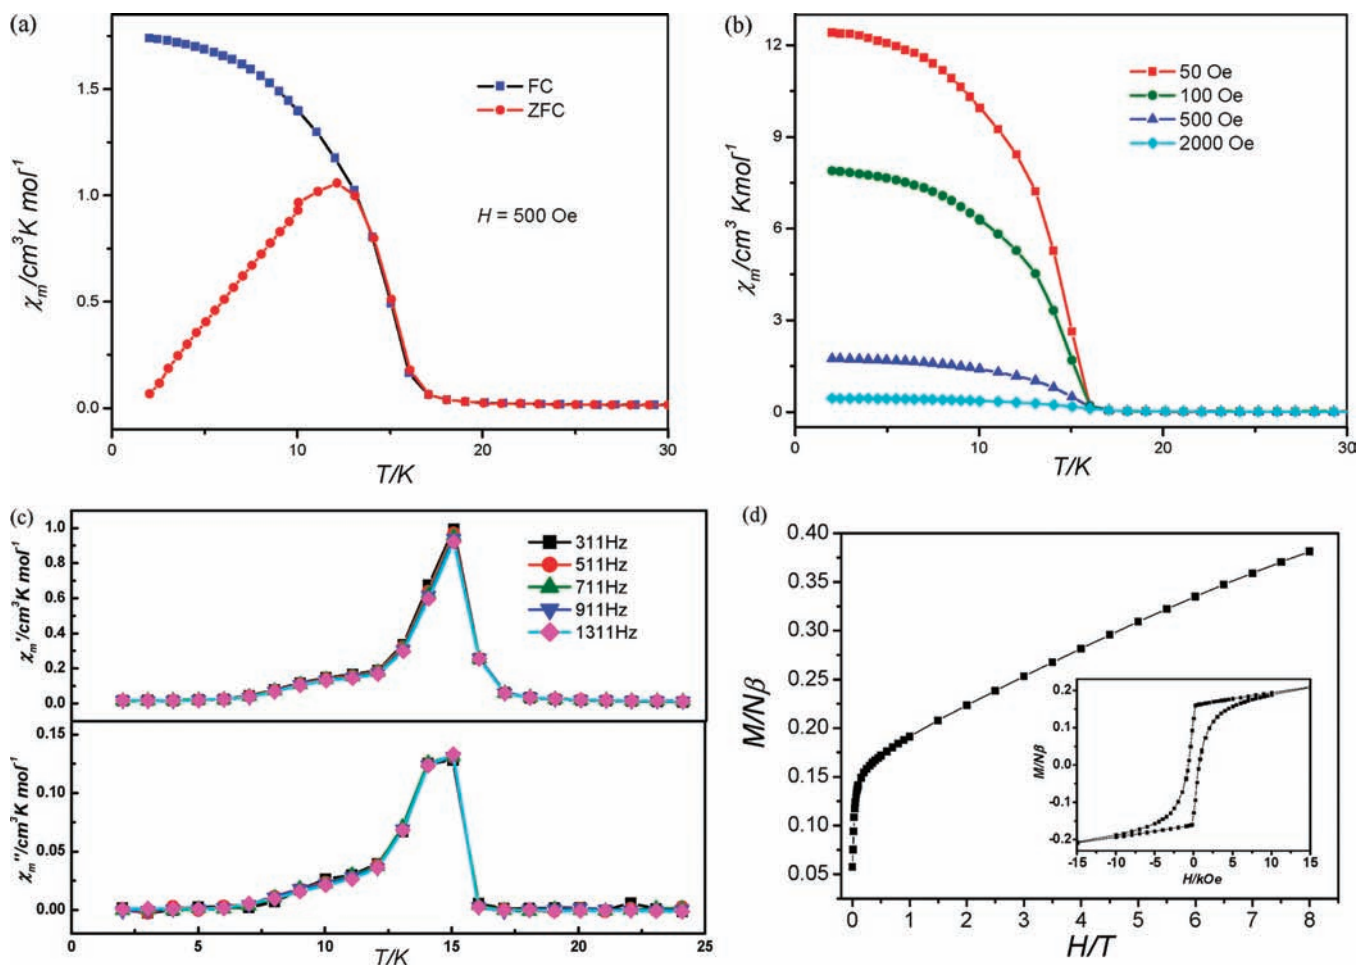 (a)
1.5
1.0
0.5
0.0
χm/cm³K mol⁻¹
FC
ZFC
H = 500 Oe
0 10 20 30
T/K
(b)
12
9
6
3
0
χm/cm³ Kmol⁻¹
50 Oe
100 Oe
500 Oe
2000 Oe
0 10 20 30
T/K
(c)
1.0
0.8
0.6
0.4
0.2
0.0
χm'/cm³K mol⁻¹
311Hz
511Hz
711Hz
911Hz
1311Hz
0.15
0.10
0.05
0.00
χm''/cm³K mol⁻¹
0 5 10 15 20 25
T/K
(d)
0.40
0.35
0.30
0.25
0.20
0.15
0.10
0.05
M/Nβ
0 1 2 3 4 5 6 7 8
H/T
0.2
0.1
0.0
-0.1
-0.2
M/Nβ
-15 -10 -5 0 5 10 15
H/kOe